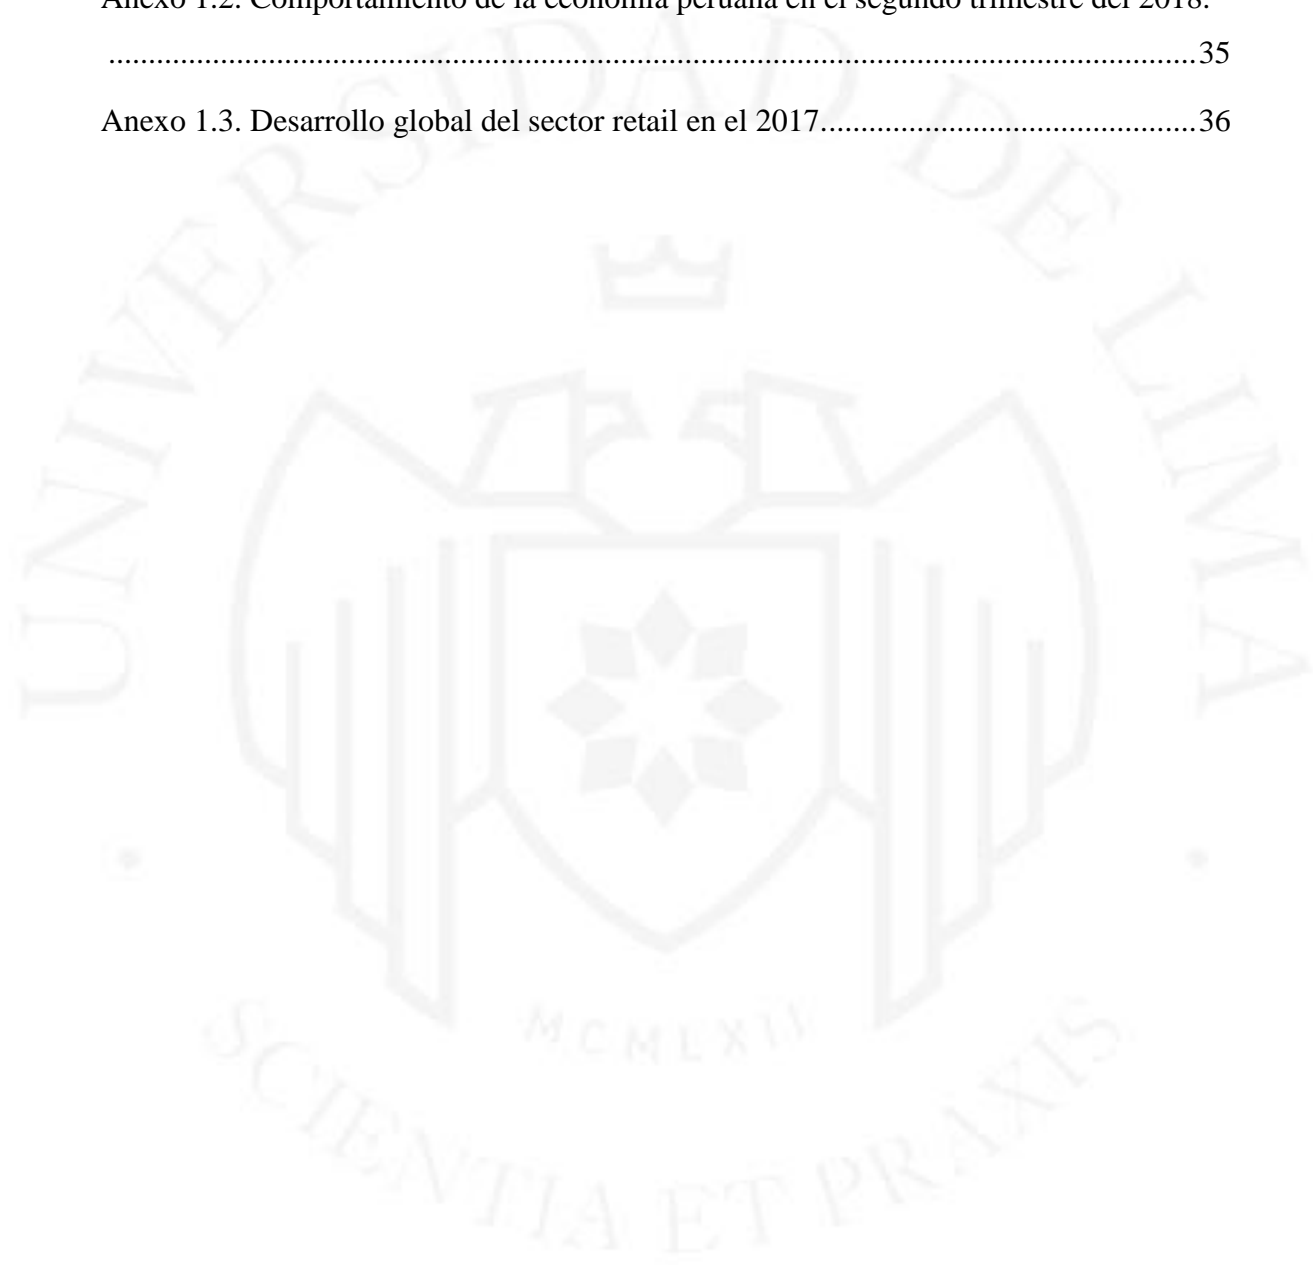 Anexo 1.2. Comportamiento de la economía peruana en el segundo trimestre del 2018.
........................................................................................................................................35
Anexo 1.3. Desarrollo global del sector retail en el 2017...............................................36
UNIVERSIDAD DE LIMA
MCMLXII
SCIENTIA ET PRAXIS